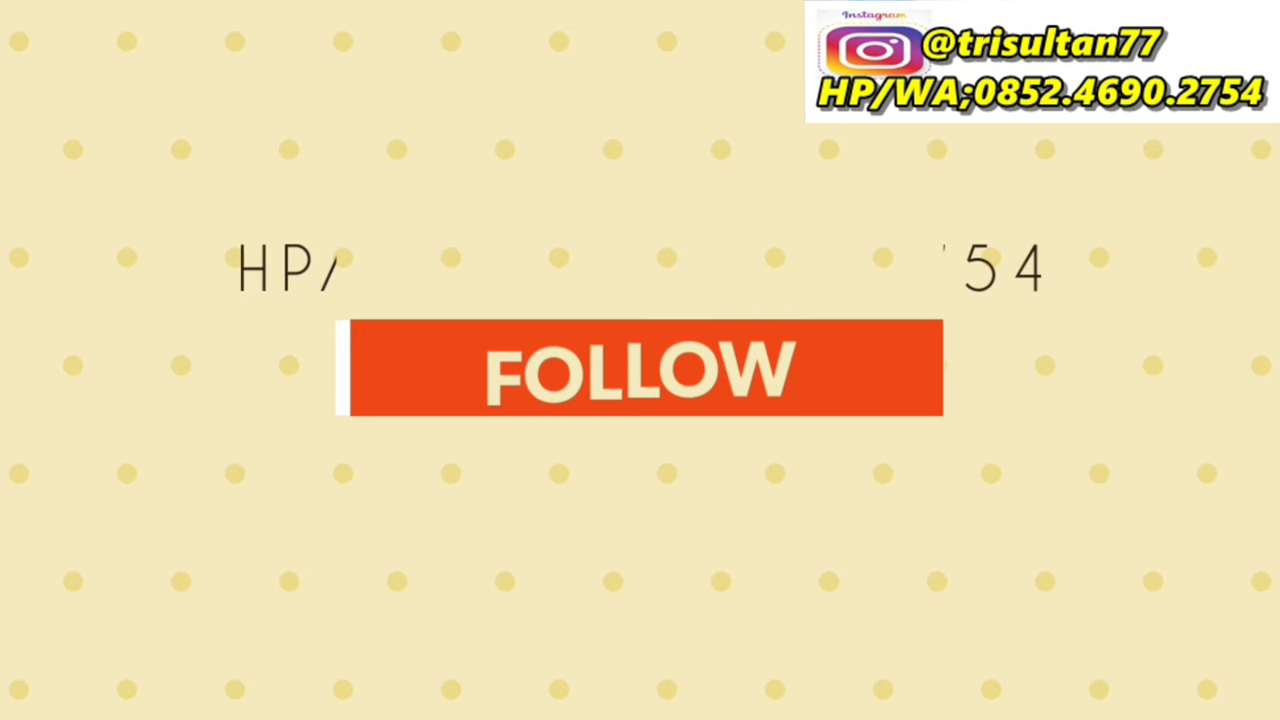 Instagram
@trisultan77
HP/WA;0852.4690.2754
HP/ 54
FOLLOW